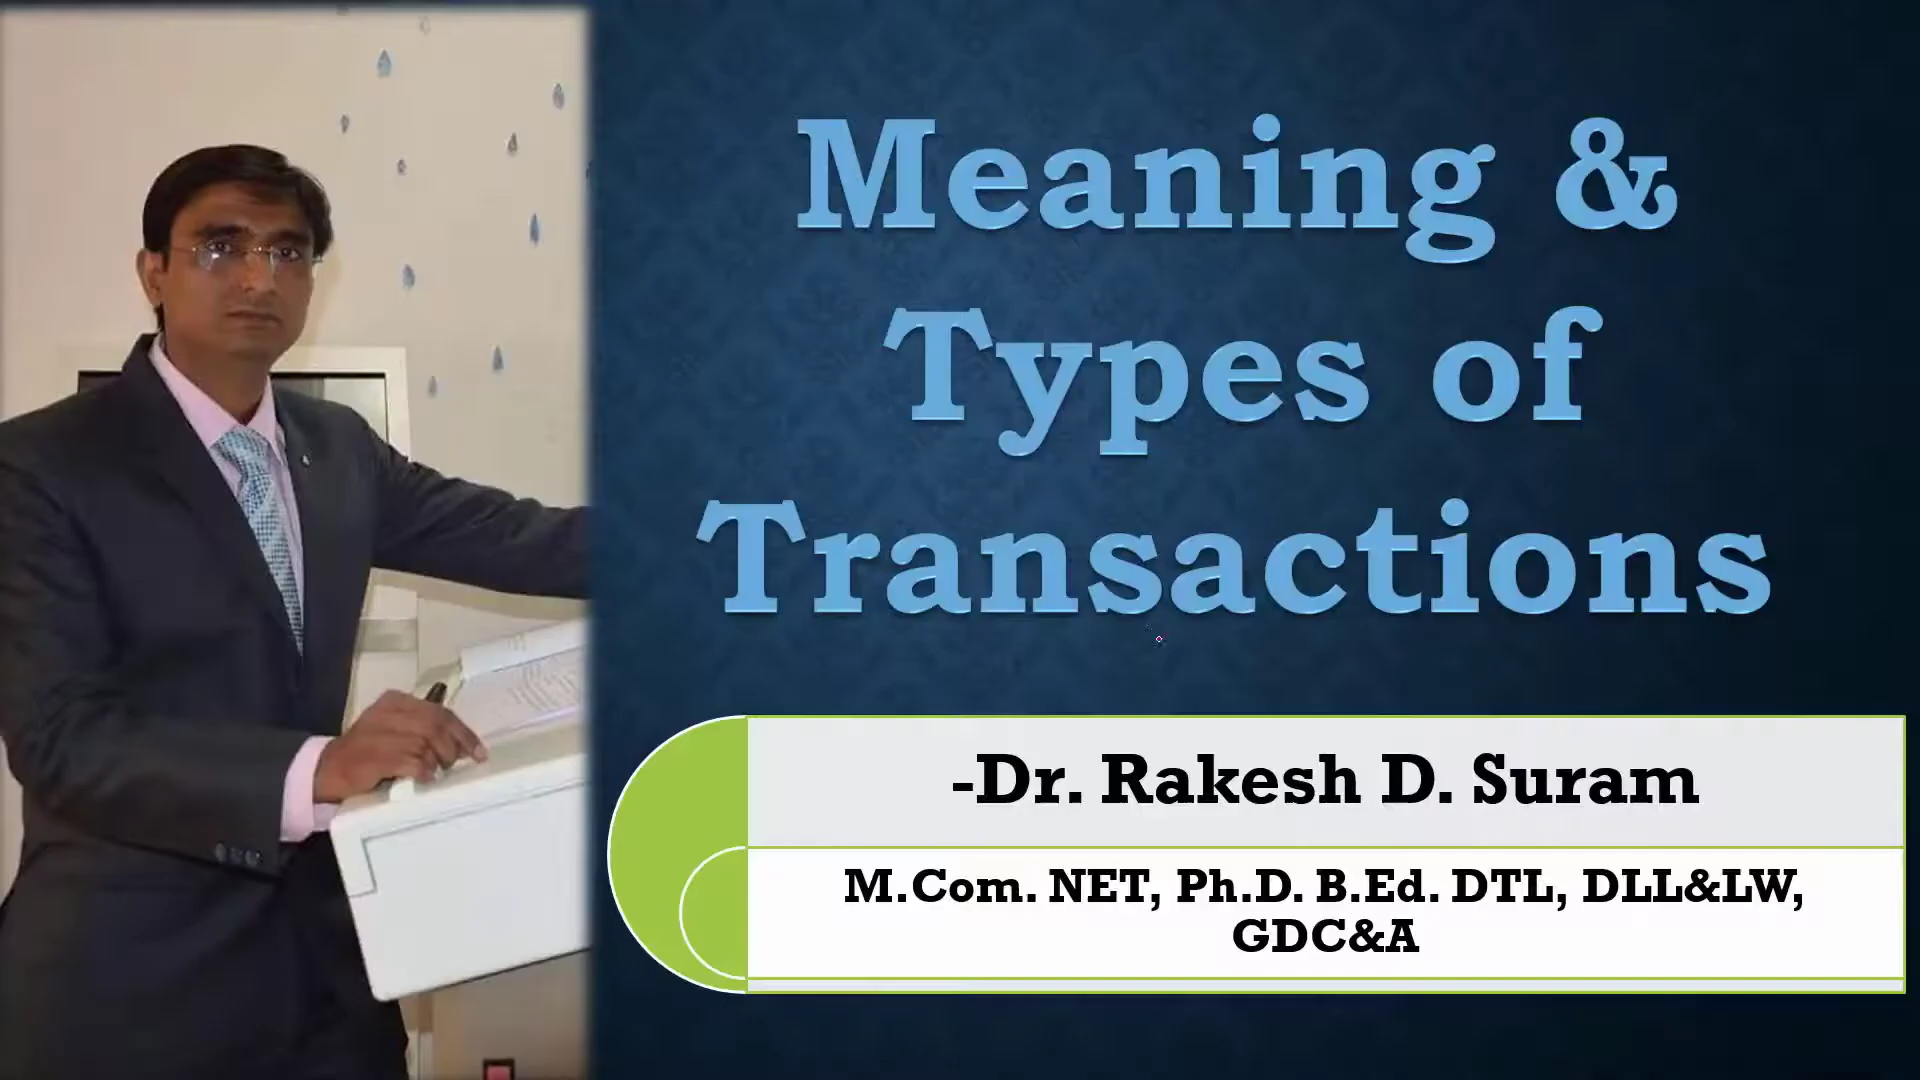 Meaning &
Types of
Transactions
-Dr. Rakesh D. Suram
M.Com. NET, Ph.D. B.Ed. DTL, DLL&LW,
GDC&A